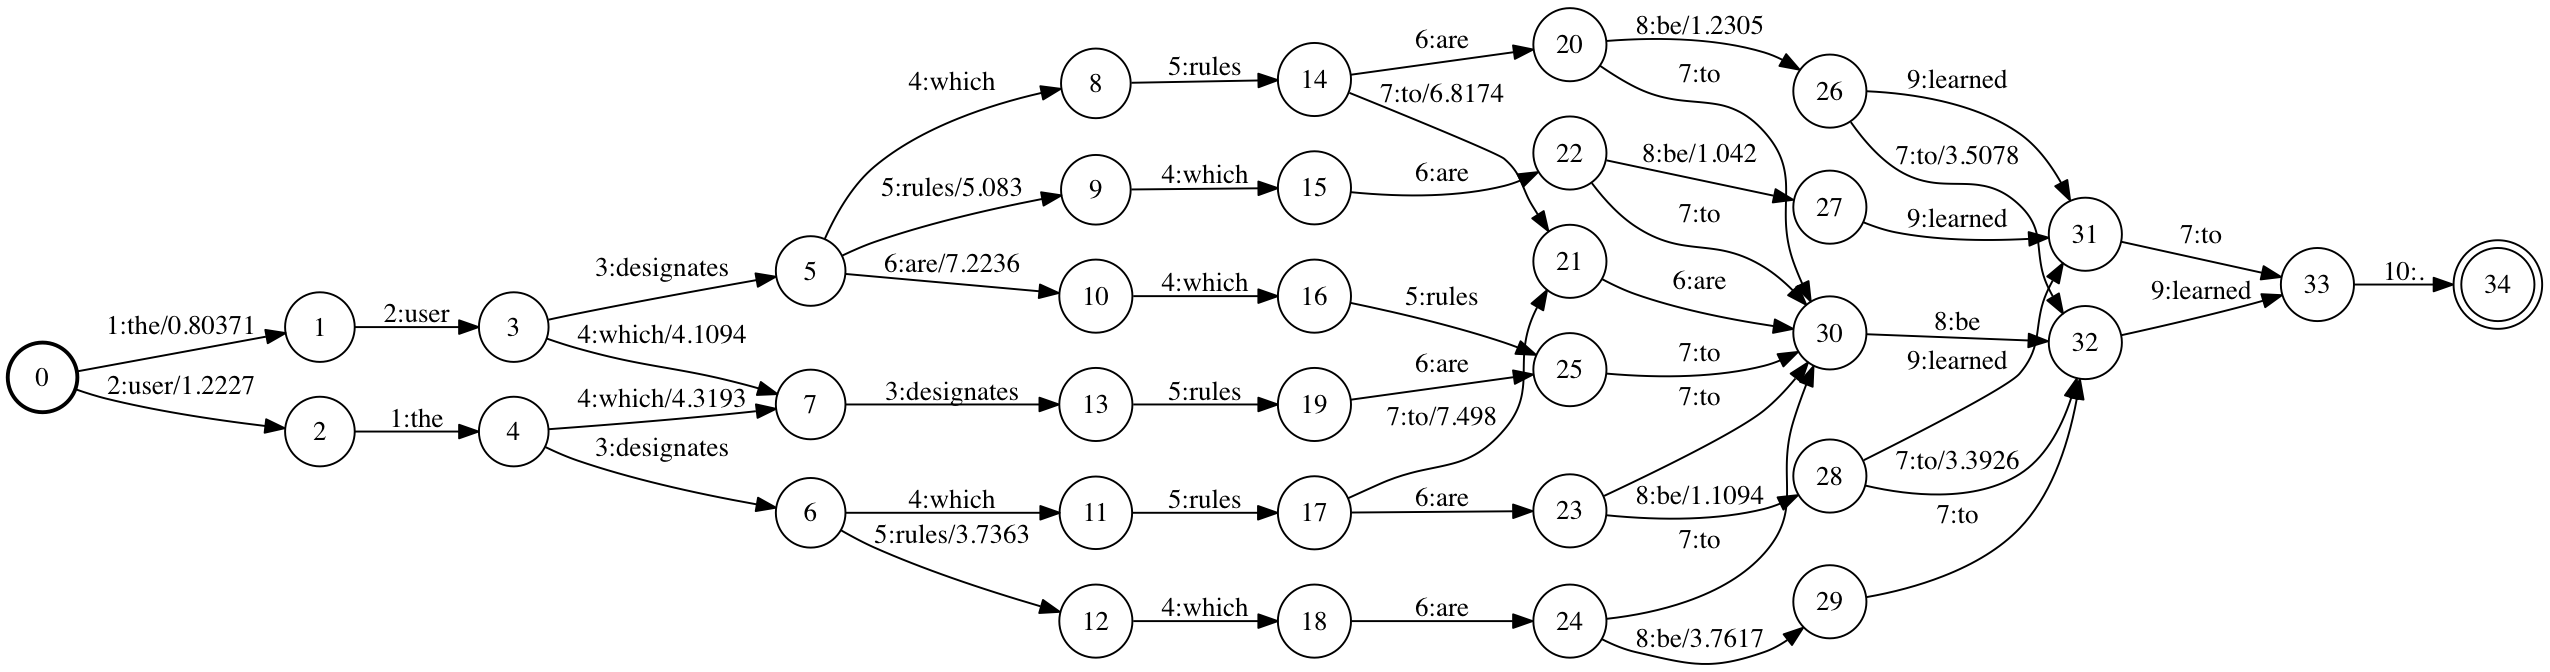 0
1:the/0.80371
2:user/1.2227
1
2
2:user
1:the
3
4
3:designates
4:which/4.1094
4:which/4.3193
3:designates
5
7
6
4:which
5:rules/5.083
6:are/7.2236
3:designates
4:which
5:rules/3.7363
8
9
10
13
11
12
5:rules
4:which
4:which
5:rules
5:rules
4:which
14
15
16
19
17
18
6:are
7:to/6.8174
6:are
5:rules
6:are
7:to/7.498
6:are
6:are
20
22
21
25
23
24
8:be/1.2305
7:to
8:be/1.042
7:to
6:are
7:to
7:to
8:be/1.1094
7:to
8:be/3.7617
26
27
30
28
29
9:learned
7:to/3.5078
9:learned
8:be
9:learned
7:to/3.3926
7:to
31
32
7:to
9:learned
33
10:.
34